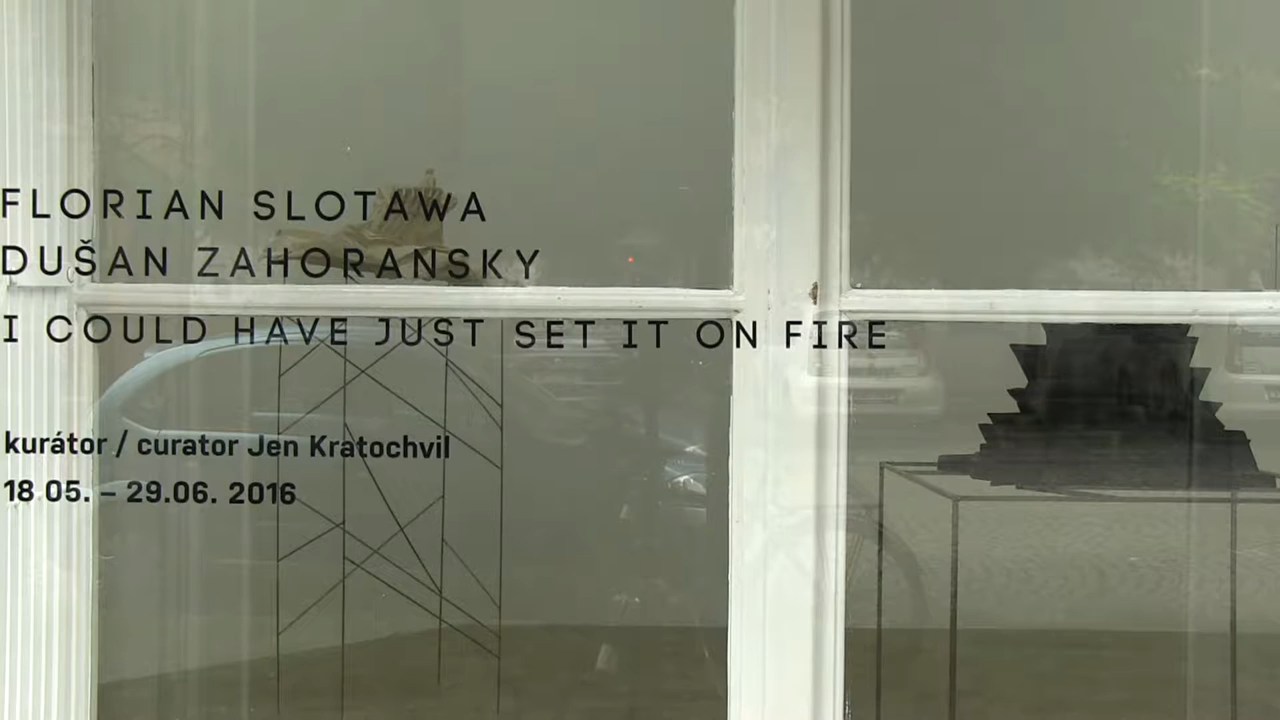 FLORIAN SLOTAWA
DUŠAN ZAHORANSKY
I COULD HAVE JUST SET IT ON FIRE
kurátor / curator Jen Kratochvil
18 05. – 29.06. 2016